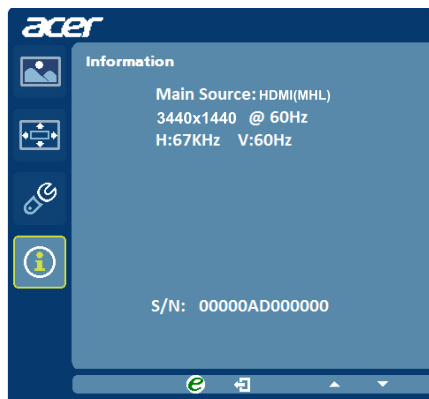 acer
Information
Main Source: HDMI(MHL)
3440x1440 @ 60Hz
H:67KHz V:60Hz
S/N: 00000AD000000